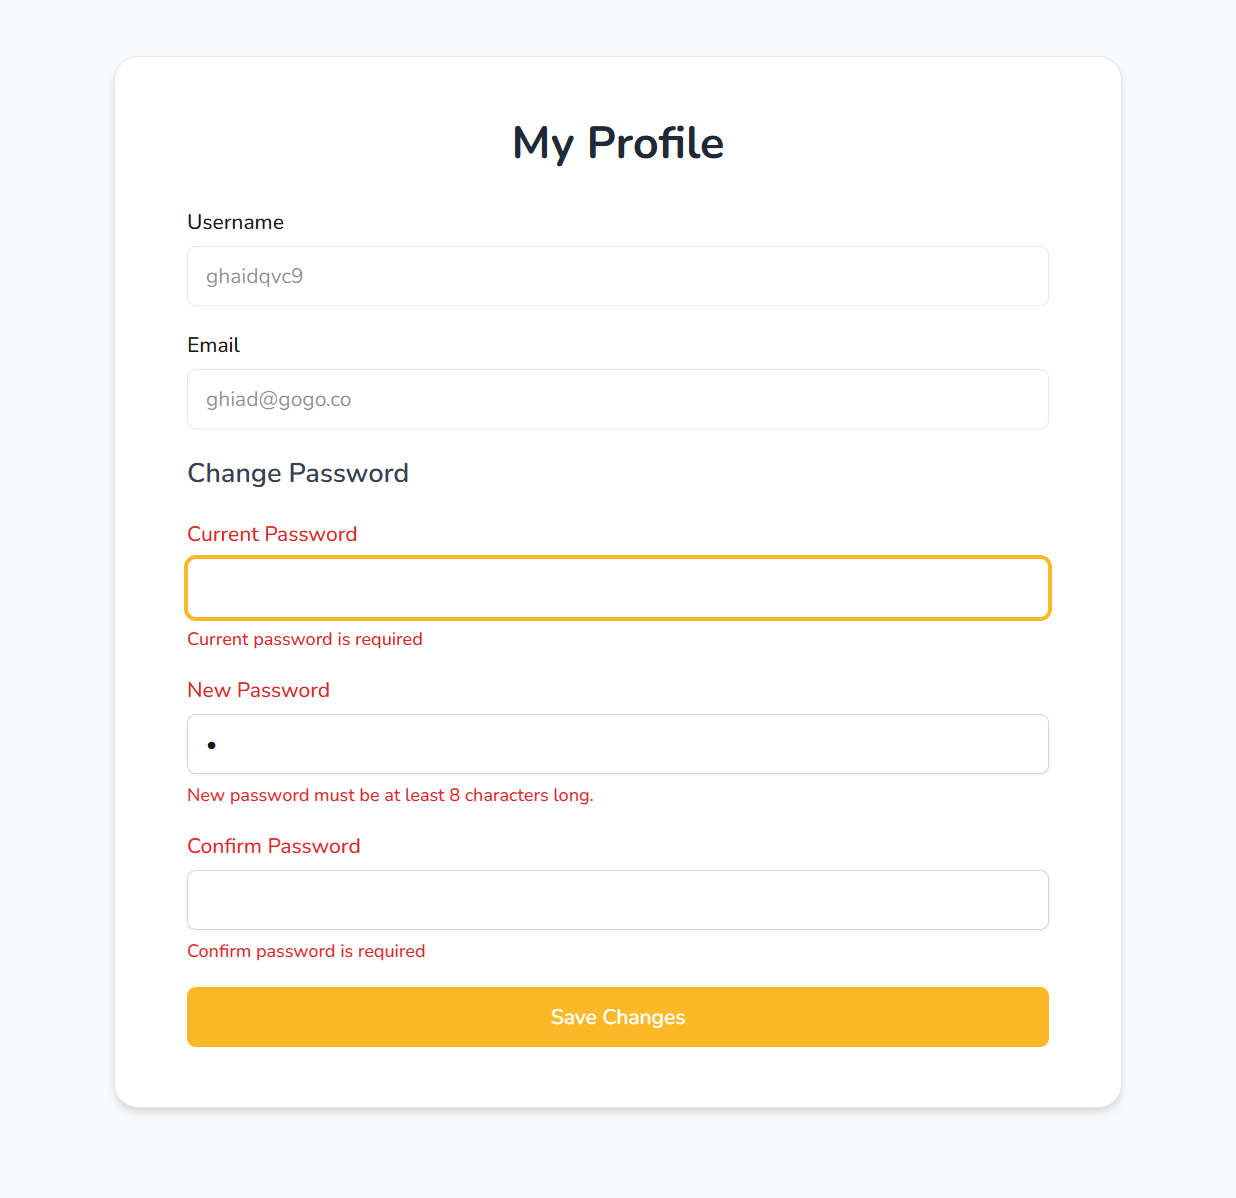 My Profile
Username
ghaidqvc9
Email
ghiad@gogo.co
Change Password
Current Password
Current password is required
New Password
•
New password must be at least 8 characters long.
Confirm Password
Confirm password is required
Save Changes